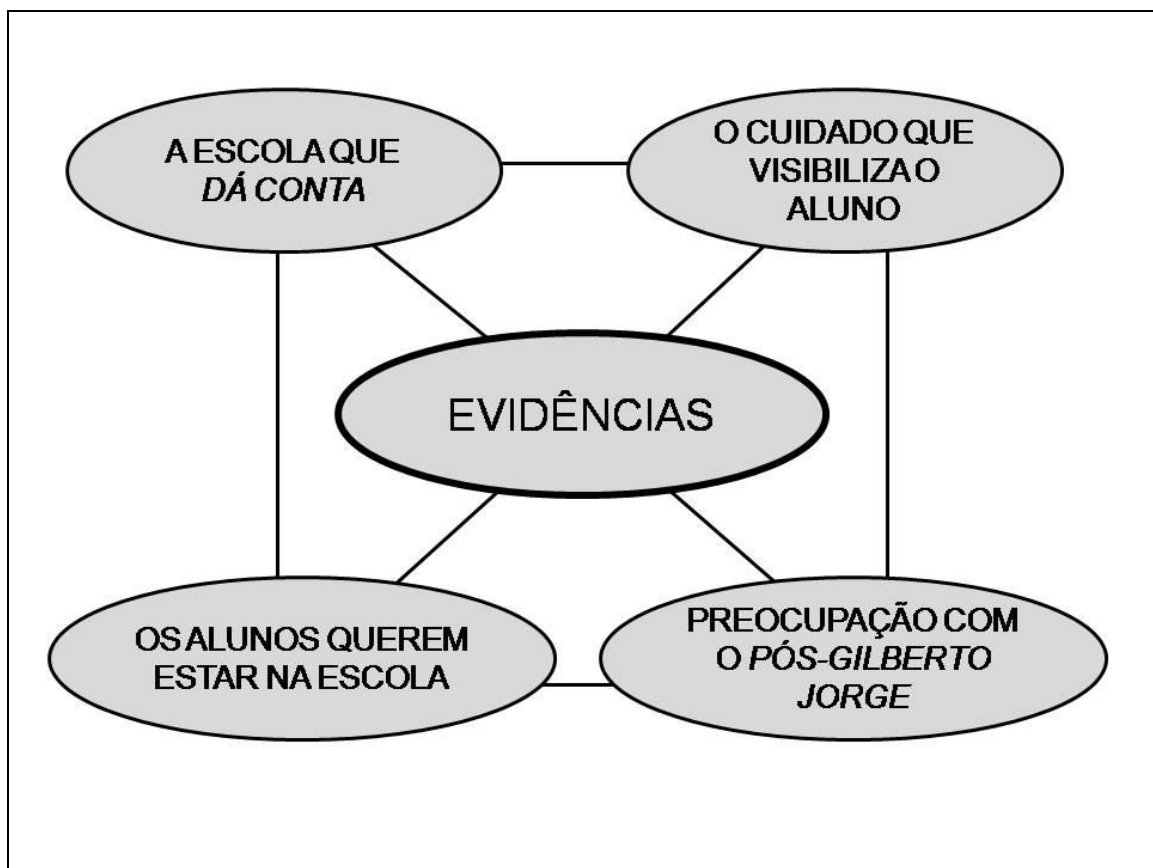 A ESCOLA QUE
DÁ CONTA
O CUIDADO QUE
VISIBILIZA O
ALUNO
EVIDÊNCIAS
OS ALUNOS QUEREM
ESTAR NA ESCOLA
PREOCUPAÇÃO COM
O PÓS-GILBERTO
JORGE